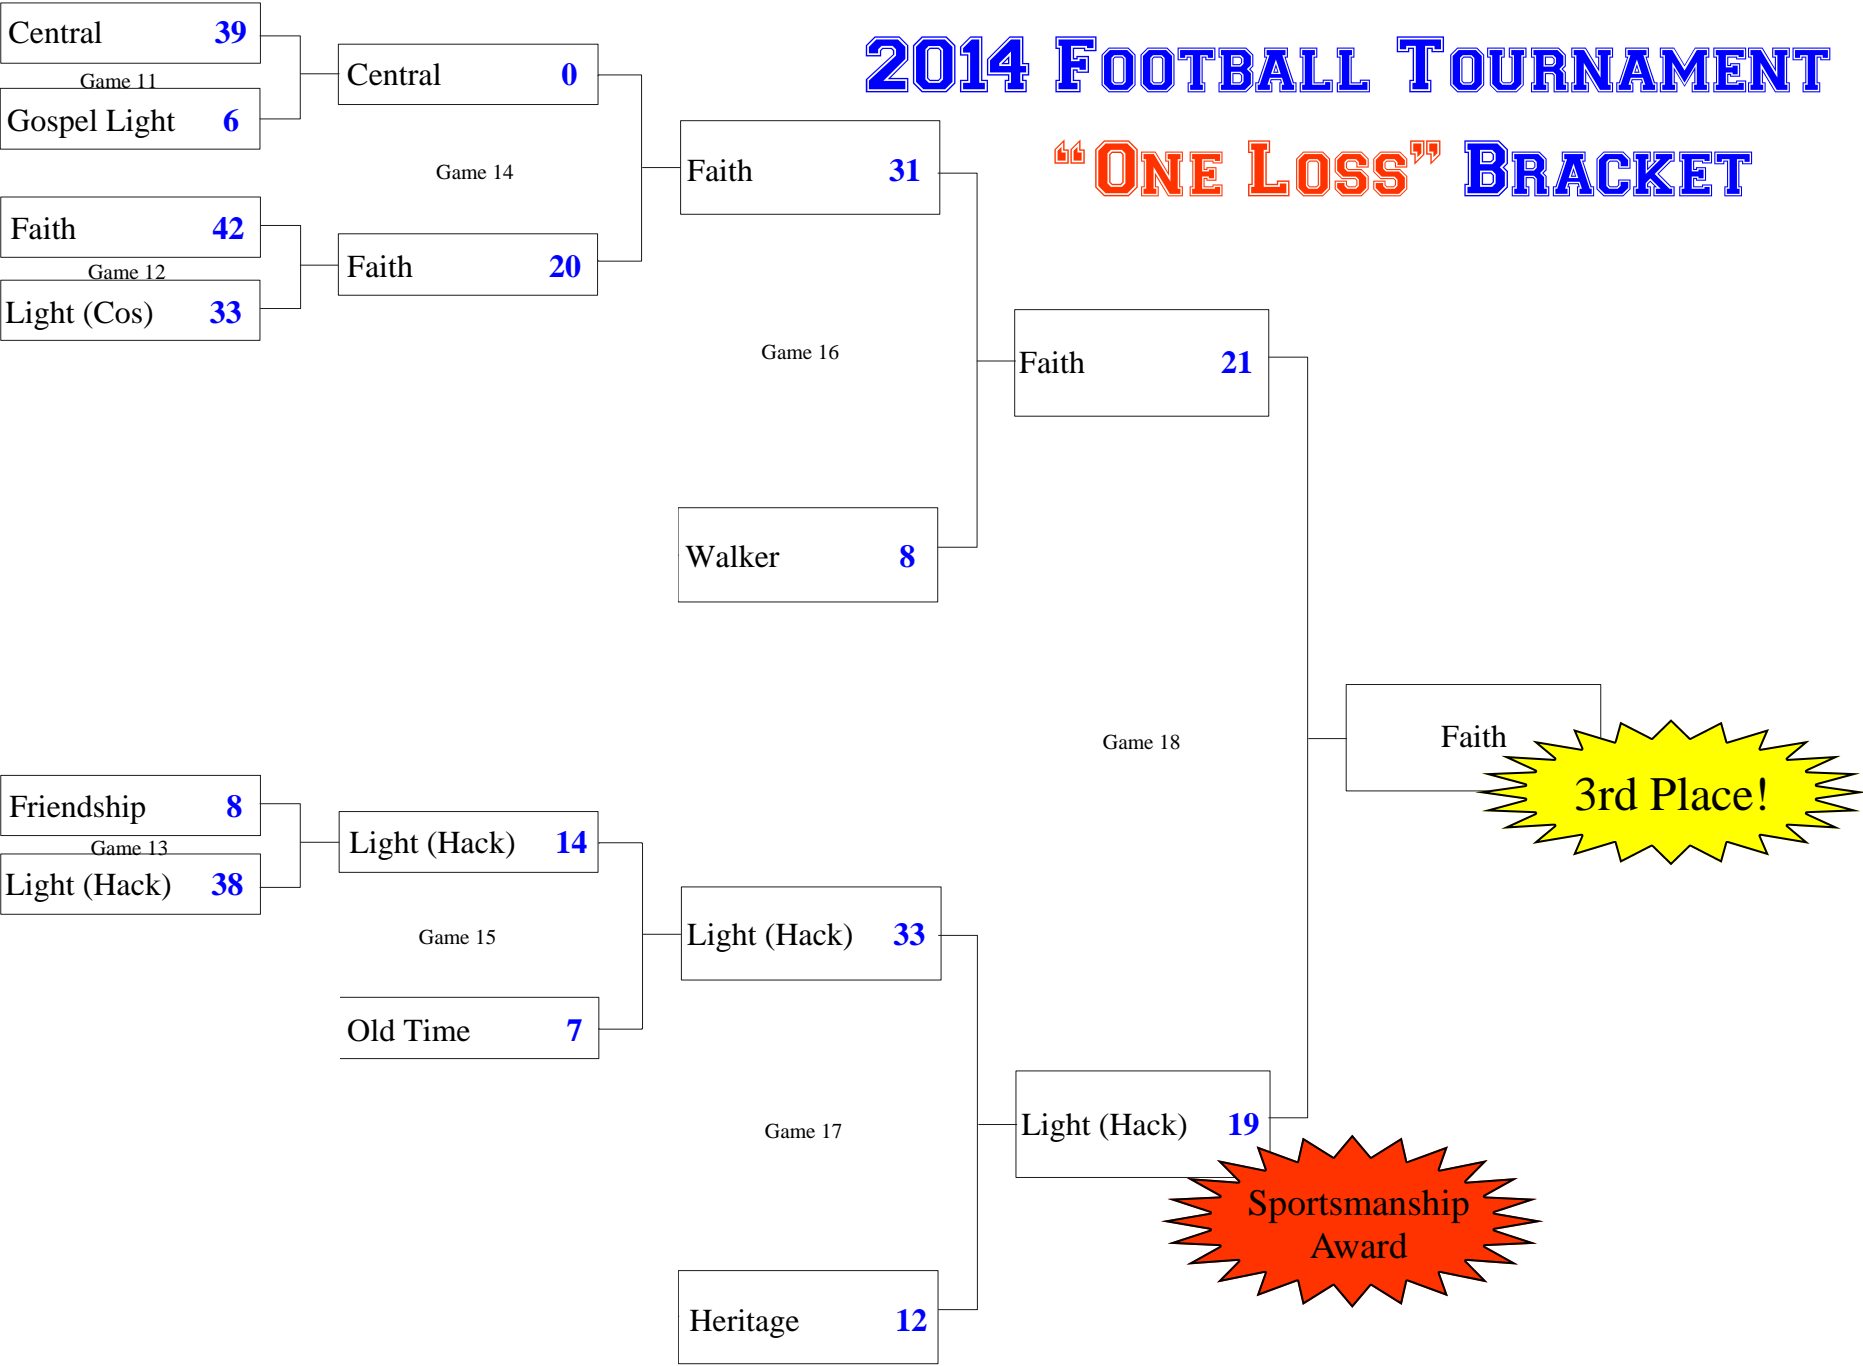 2014 Football Tournament
“One Loss” Bracket
Central 39
Game 11
Gospel Light 6
Faith 42
Game 12
Light (Cos) 33
Central 0
Game 14
Faith 20
Faith 31
Game 16
Walker 8
Faith 21
Game 18
Faith
3rd Place!
Friendship 8
Game 13
Light (Hack) 38
Light (Hack) 14
Game 15
Old Time 7
Light (Hack) 33
Game 17
Heritage 12
Light (Hack) 19
Sportsmanship
Award